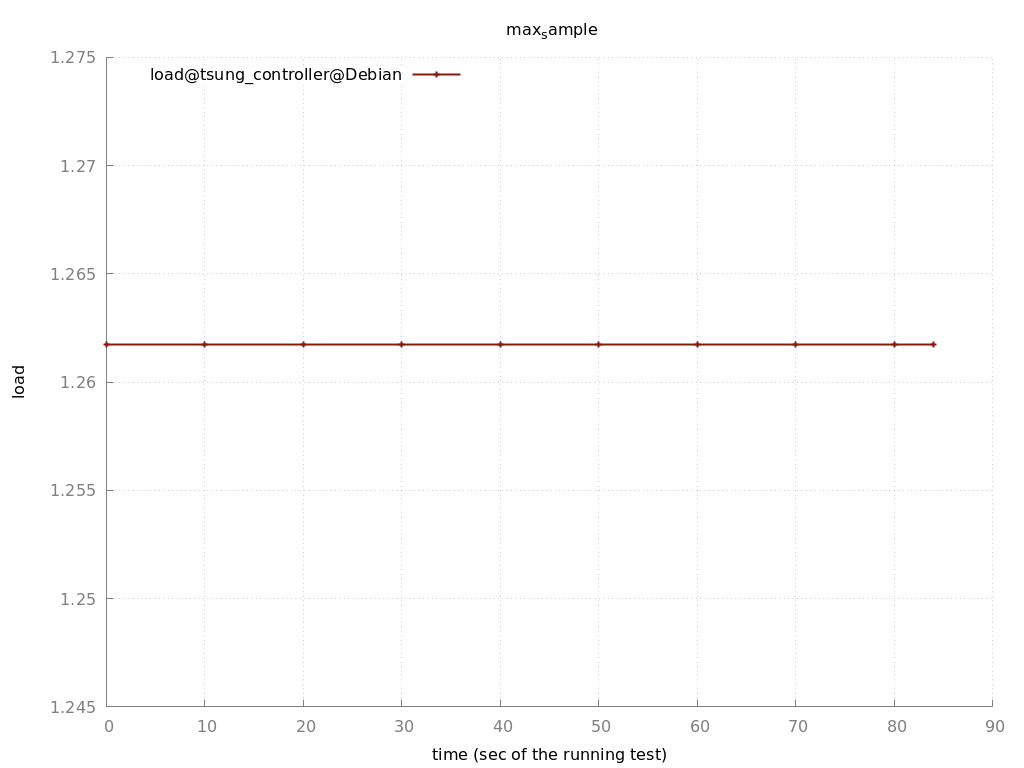 max_sample
1.275
load@tsung_controller@Debian
1.27
1.265
1.26
1.255
1.25
1.245
load
0 10 20 30 40 50 60 70 80 90
time (sec of the running test)